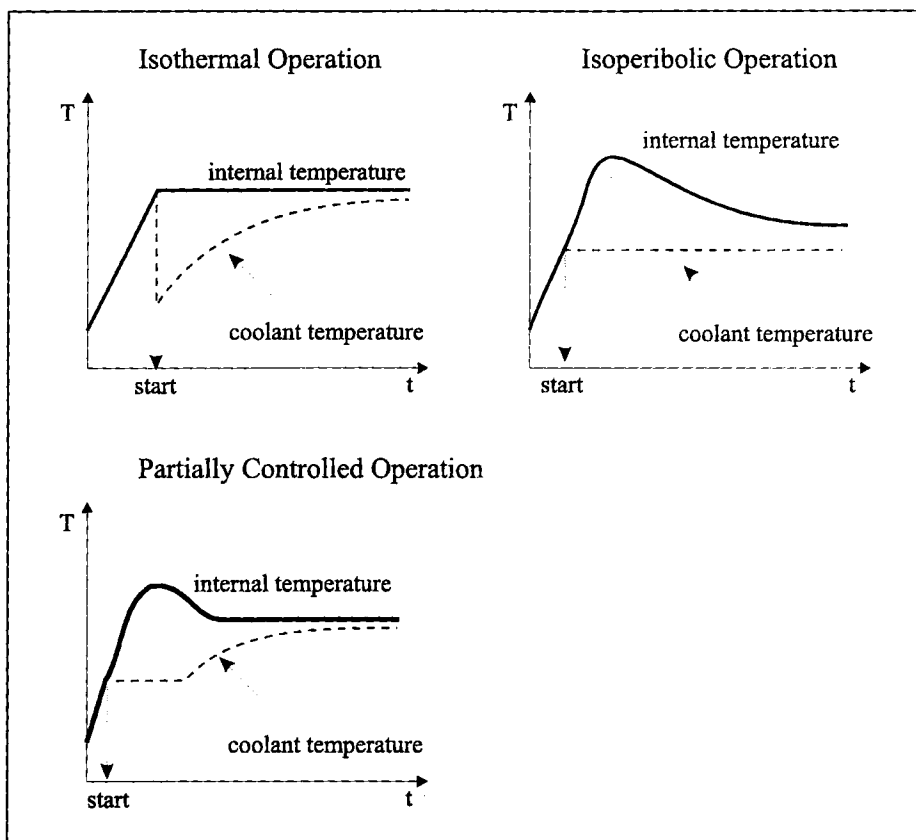 Isothermal Operation
T
internal temperature
coolant temperature
start
t
Isoperibolic Operation
T
internal temperature
coolant temperature
start
t
Partially Controlled Operation
T
internal temperature
coolant temperature
start
t